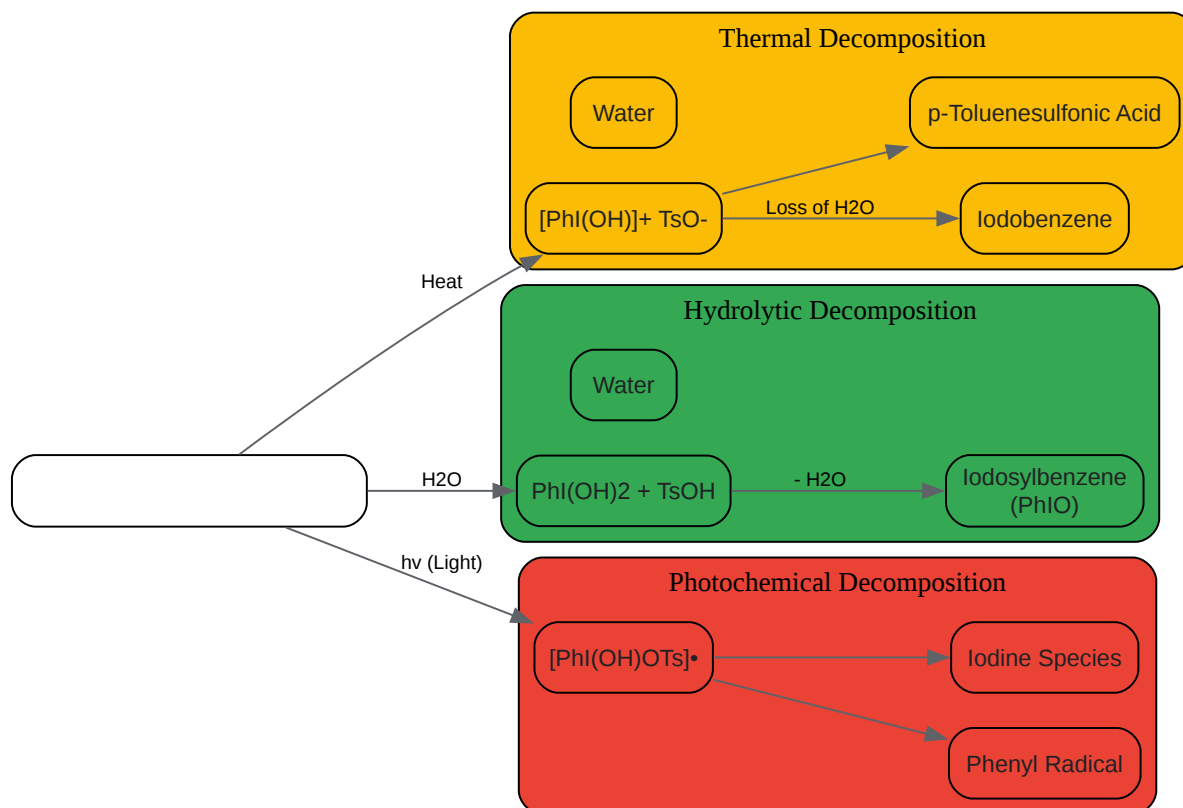 Thermal Decomposition
Water
p-Toluenesulfonic Acid
[PhI(OH)]+ TsO-
Loss of H2O
Iodobenzene
Heat
Hydrolytic Decomposition
Water
H2O
PhI(OH)2 + TsOH
- H2O
Iodosylbenzene
(PhIO)
hv (Light)
Photochemical Decomposition
[PhI(OH)OTs]•
Iodine Species
Phenyl Radical